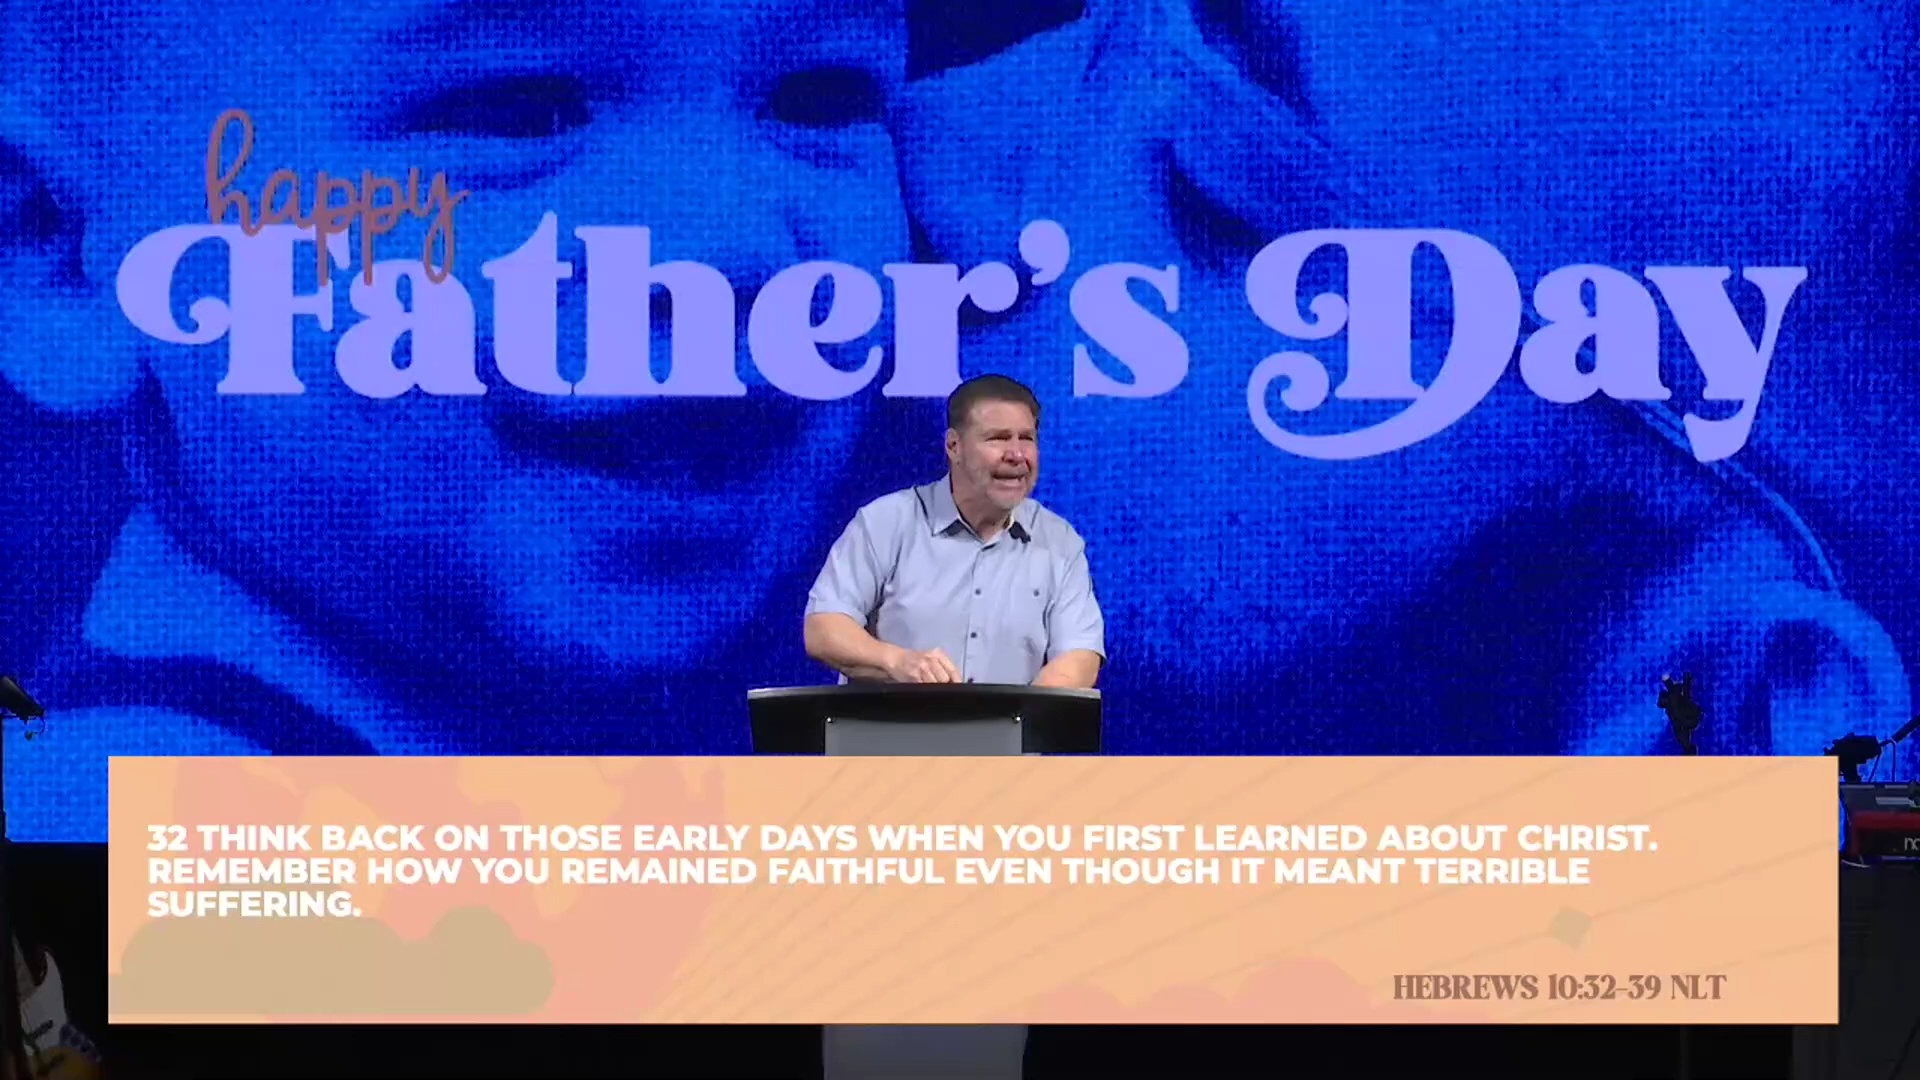 happy
Father's Day
32 THINK BACK ON THOSE EARLY DAYS WHEN YOU FIRST LEARNED ABOUT CHRIST.
REMEMBER HOW YOU REMAINED FAITHFUL EVEN THOUGH IT MEANT TERRIBLE
SUFFERING.
HEBREWS 10:32-39 NLT